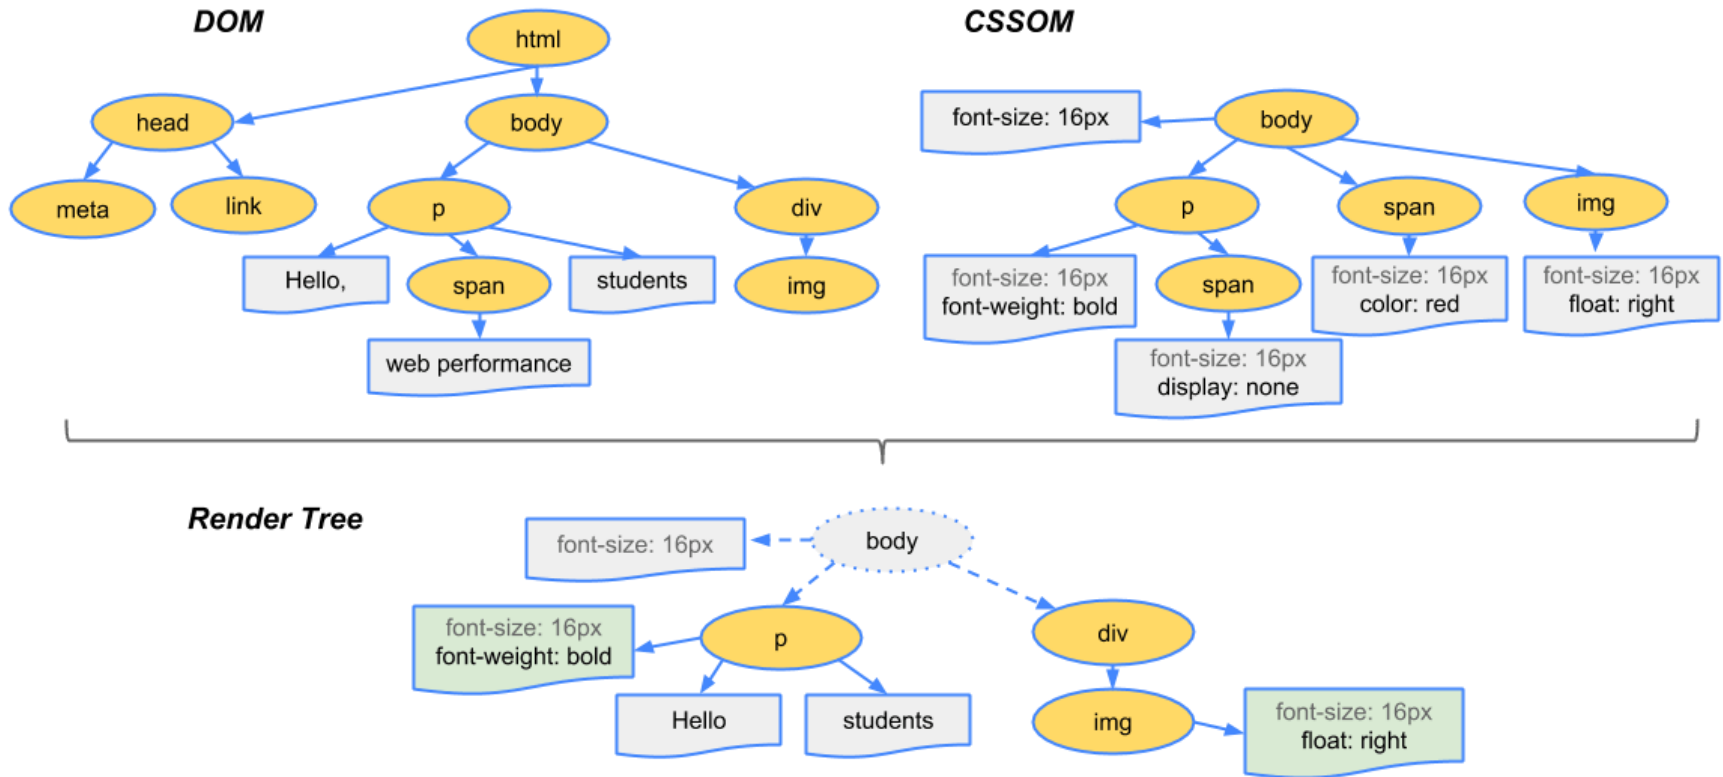 DOM
CSSOM
html
head
body
font-size: 16px
body
meta
link
p
div
p
span
img
Hello,
span
students
img
font-size: 16px
font-weight: bold
span
font-size: 16px
color: red
font-size: 16px
float: right
web performance
font-size: 16px
display: none
Render Tree
font-size: 16px
body
font-size: 16px
font-weight: bold
p
div
Hello
students
img
font-size: 16px
float: right